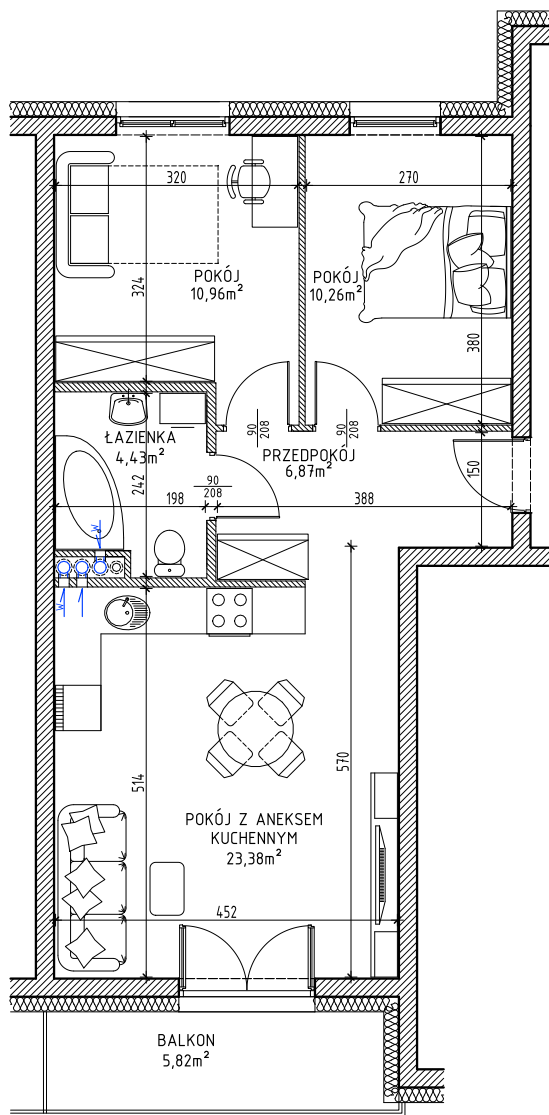 320
270
POKÓJ
10,96m²
POKÓJ
10,26m²
324
380
90
208
90
208
ŁAZIENKA
4,43m²
PRZEDPOKÓJ
6,87m²
150
242
90
208
198
388
W
W
514
570
POKÓJ Z ANEKSEM
KUCHENNYM
23,38m²
452
BALKON
5,82m²